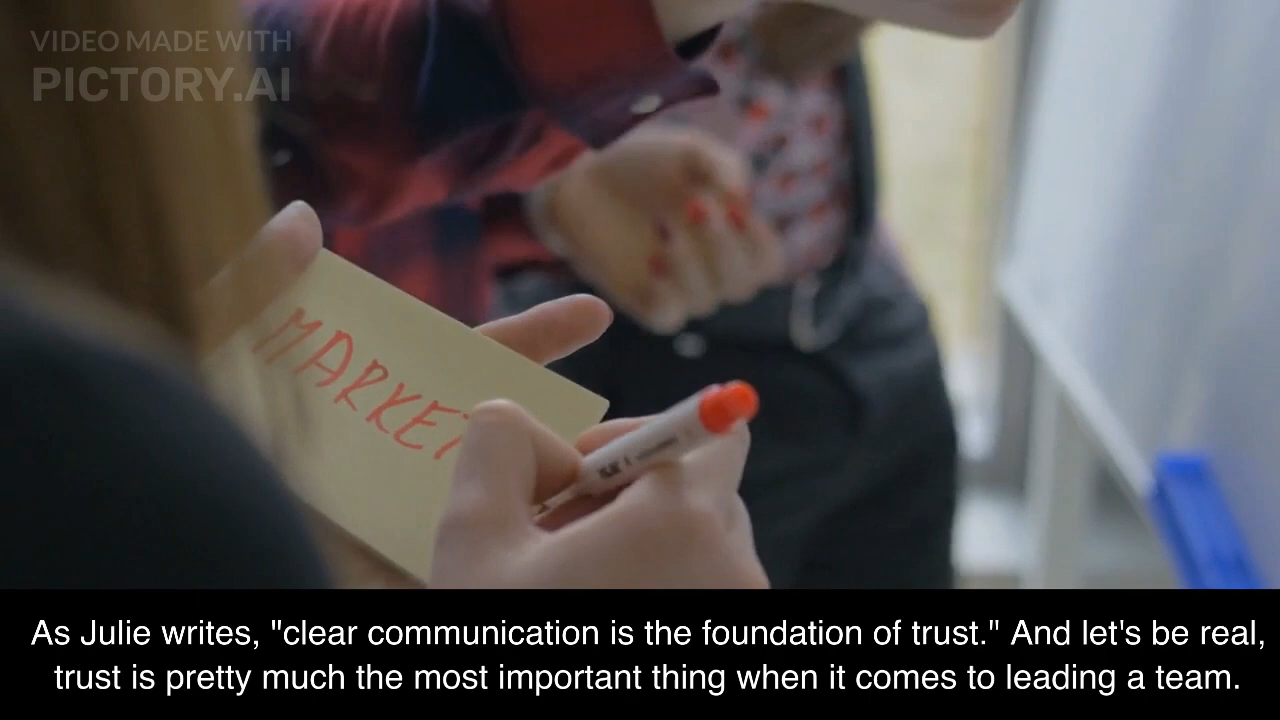 VIDEO MADE WITH
PICTORY.AI
MARKET
As Julie writes, "clear communication is the foundation of trust." And let's be real,
trust is pretty much the most important thing when it comes to leading a team.